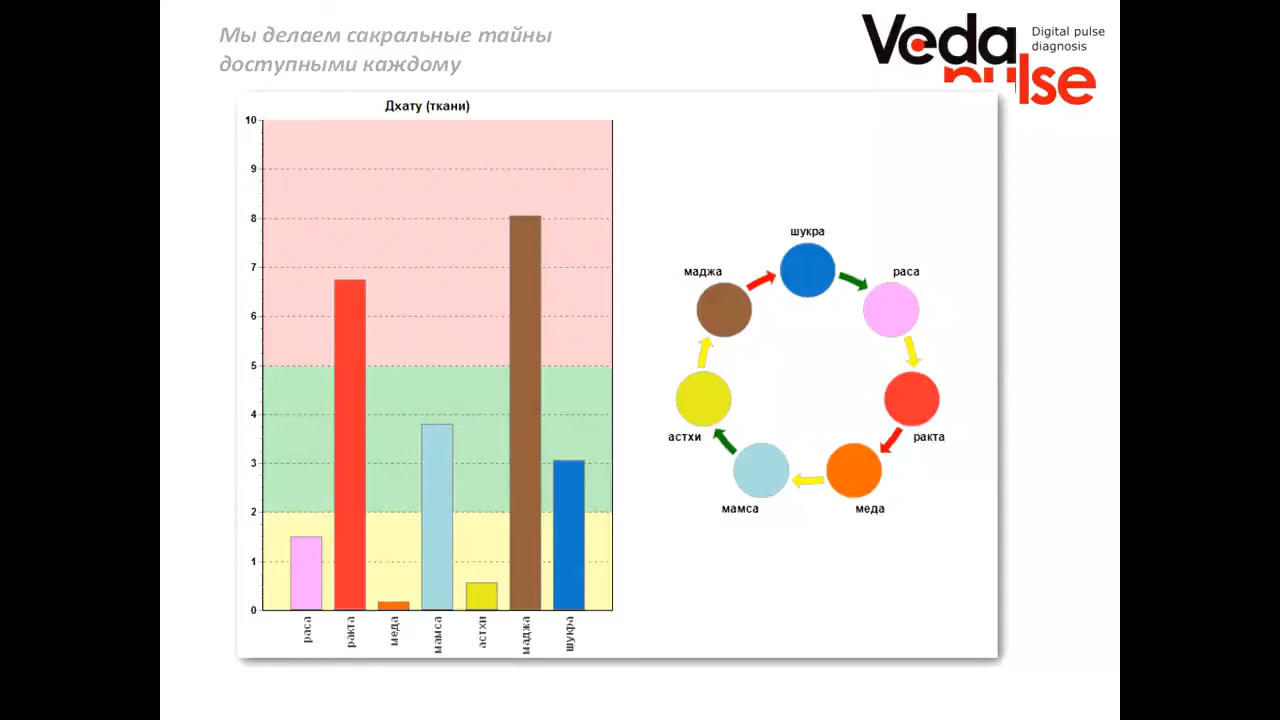 Мы делаем сакральные тайны
доступными каждому
Veda
pulse
Digital pulse
diagnosis
Дхату (ткани)
10
9
8
7
6
5
4
3
2
1
0
раса
ракта
меда
мамса
астхи
маджа
шукра
шукра
маджа
раса
астхи
ракта
мамса
меда